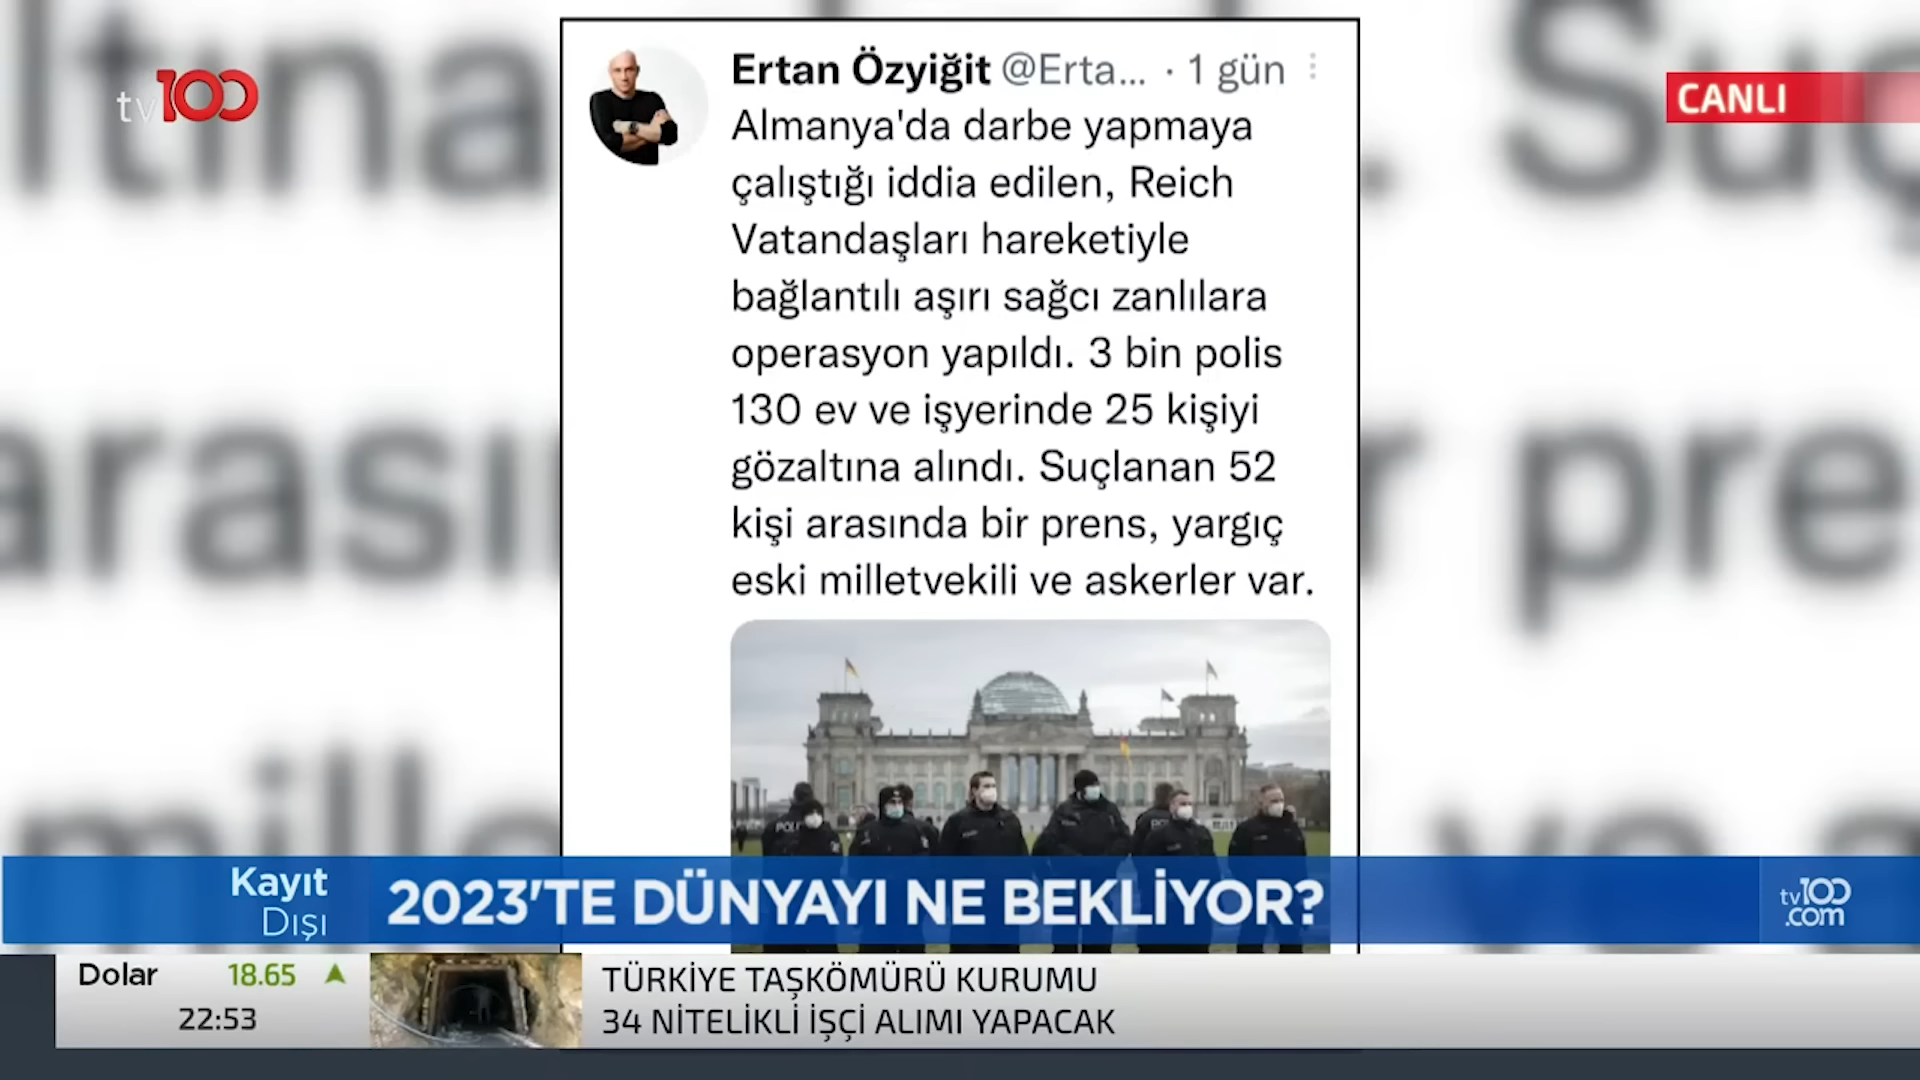 tv100
CANLI
Ertan Özyiğit @Erta... · 1 gün
Almanya'da darbe yapmaya
çalıştığı iddia edilen, Reich
Vatandaşları hareketiyle
bağlantılı aşırı sağcı zanlılara
operasyon yapıldı. 3 bin polis
130 ev ve işyerinde 25 kişiyi
gözaltına alındı. Suçlanan 52
kişi arasında bir prens, yargıç
eski milletvekili ve askerler var.
Kayıt
Dışı
2023'TE DÜNYAYI NE BEKLİYOR?
tv100
.com
Dolar 18.65
22:53
TÜRKİYE TAŞKÖMÜRÜ KURUMU
34 NİTELİKLİ İŞÇİ ALIMI YAPACAK